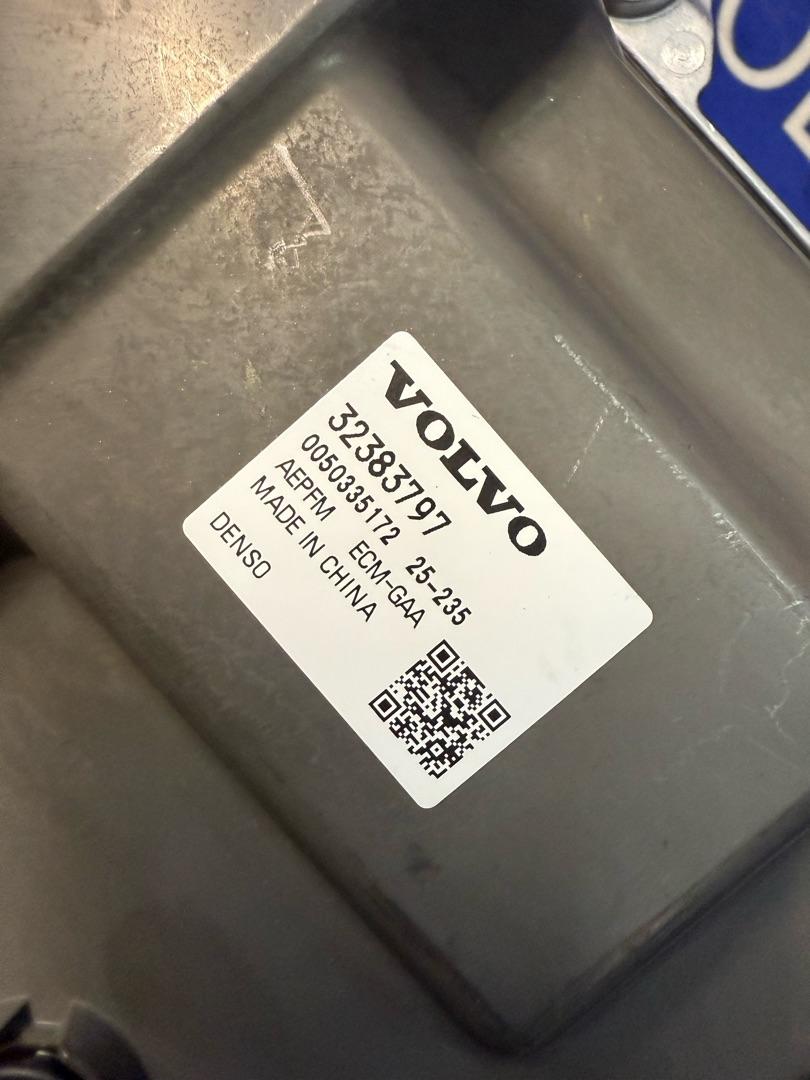 VOLVO
32383797
0050335172 25-235
AEPFM ECM-GAA
MADE IN CHINA
DENSO